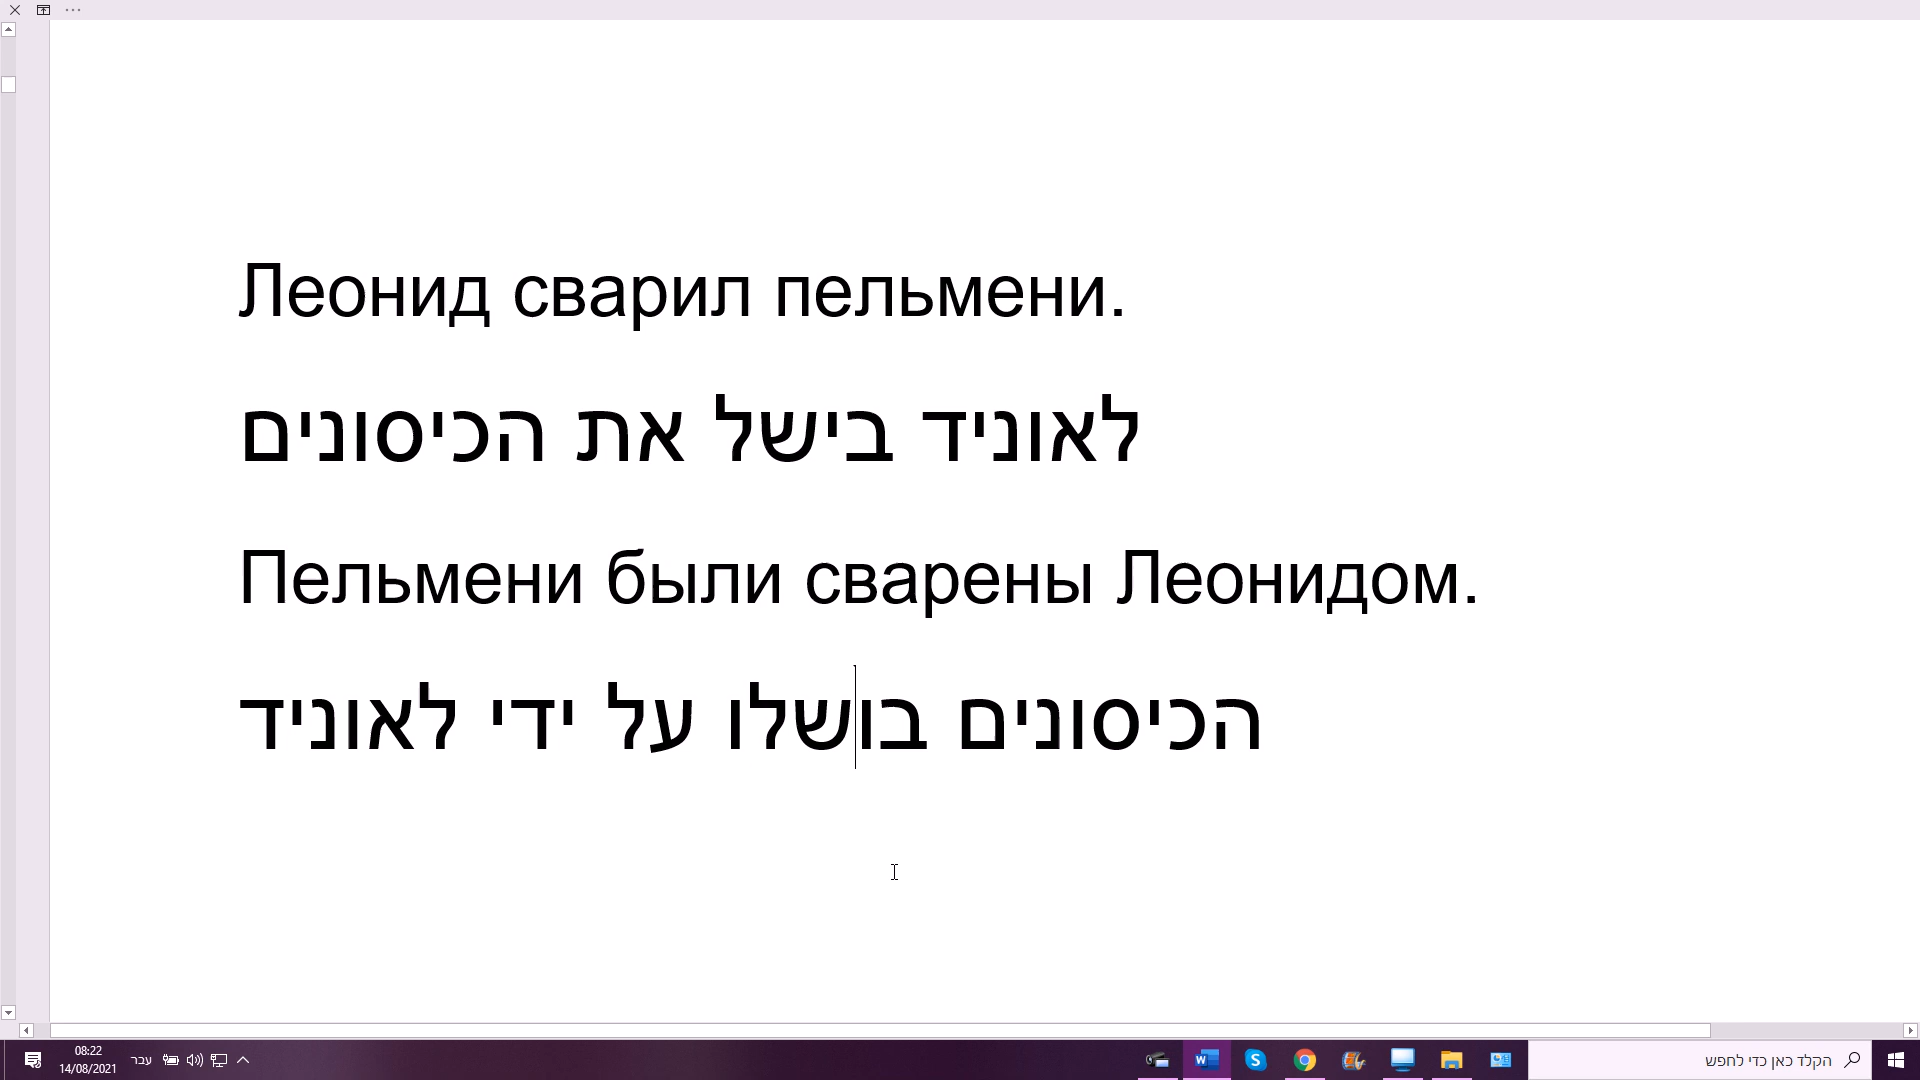 Леонид сварил пельмени.
לאוניד בישל את הכיסונים
Пельмени были сварены Леонидом.
הכיסונים בושלו על ידי לאוניד
הקלד כאן כדי לחפש
עבר
08:22
14/08/2021